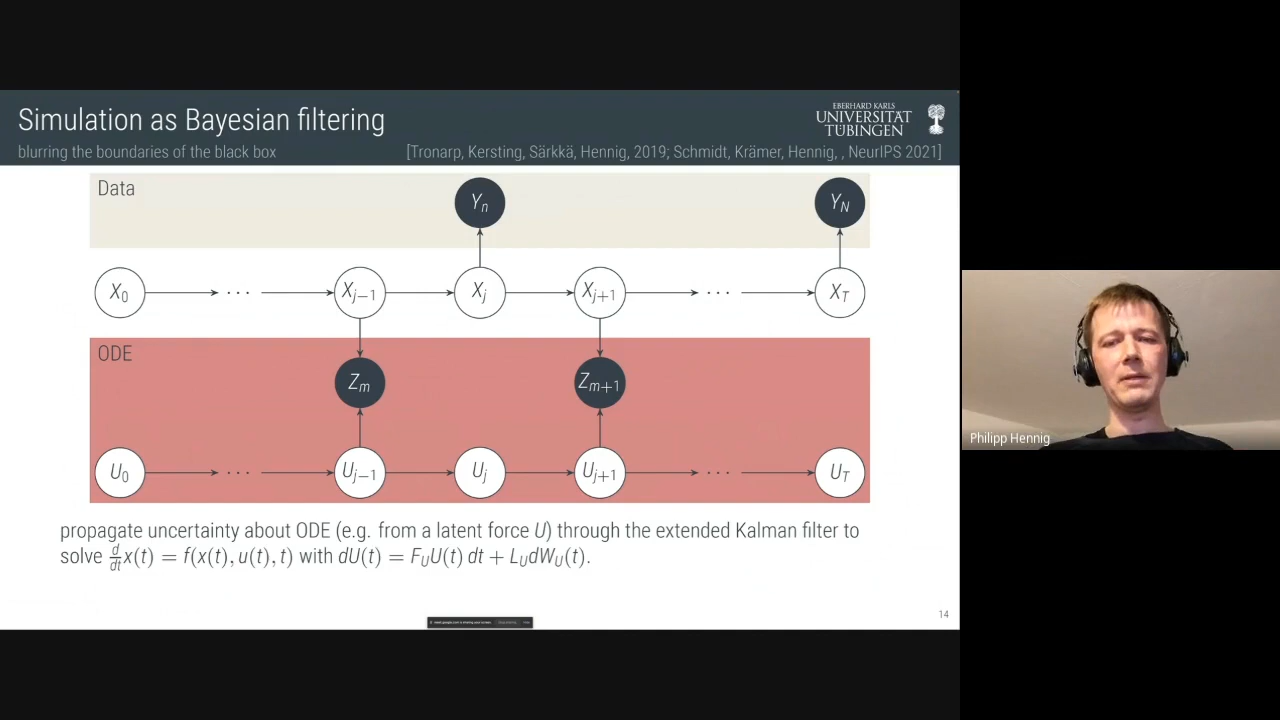 Simulation as Bayesian filtering
EBERHARD KARLS
UNIVERSITÄT
TÜBINGEN
blurring the boundaries of the black box
[Tronarp, Kersting, Särkkä, Hennig, 2019; Schmidt, Krämer, Hennig, , NeurIPS 2021]
Data
Yₙ
Y_N
X₀ ··· X_{j−1} X_j X_{j+1} ··· X_T
ODE
Z_m
Z_{m+1}
U₀ ··· U_{j−1} U_j U_{j+1} ··· U_T
propagate uncertainty about ODE (e.g. from a latent force U) through the extended Kalman filter to
solve d/dt x(t) = f(x(t), u(t), t) with dU(t) = F_U U(t) dt + L_U dW_U(t).
14
Philipp Hennig